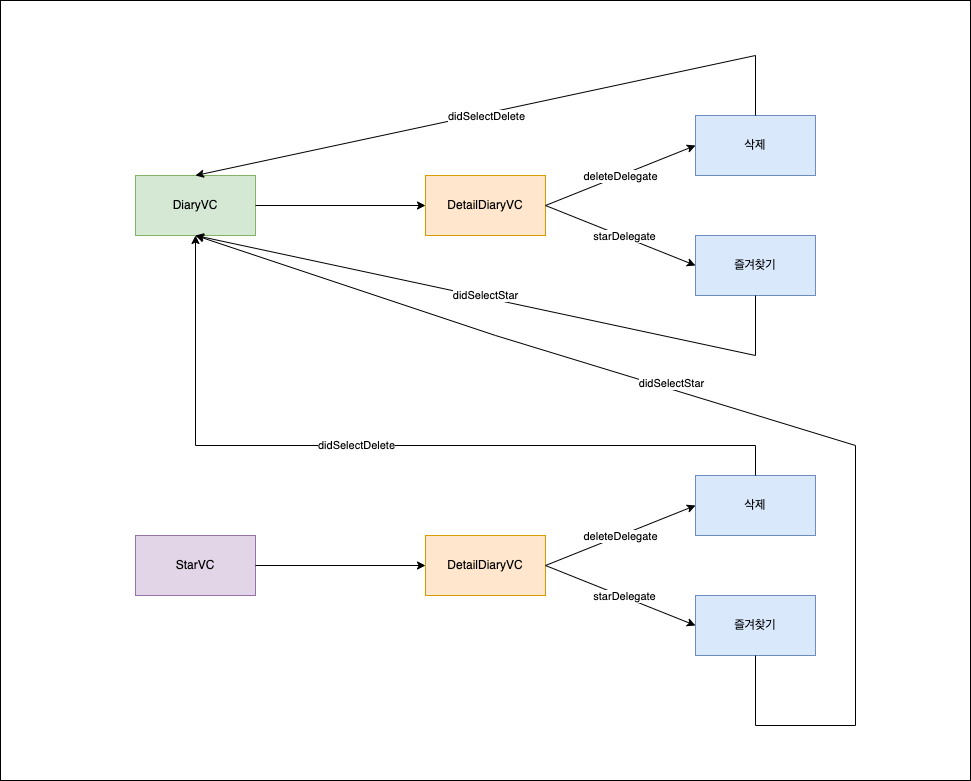 didSelectDelete
삭제
deleteDelegate
DiaryVC
DetailDiaryVC
starDelegate
즐겨찾기
didSelectStar
didSelectStar
didSelectDelete
삭제
deleteDelegate
StarVC
DetailDiaryVC
starDelegate
즐겨찾기